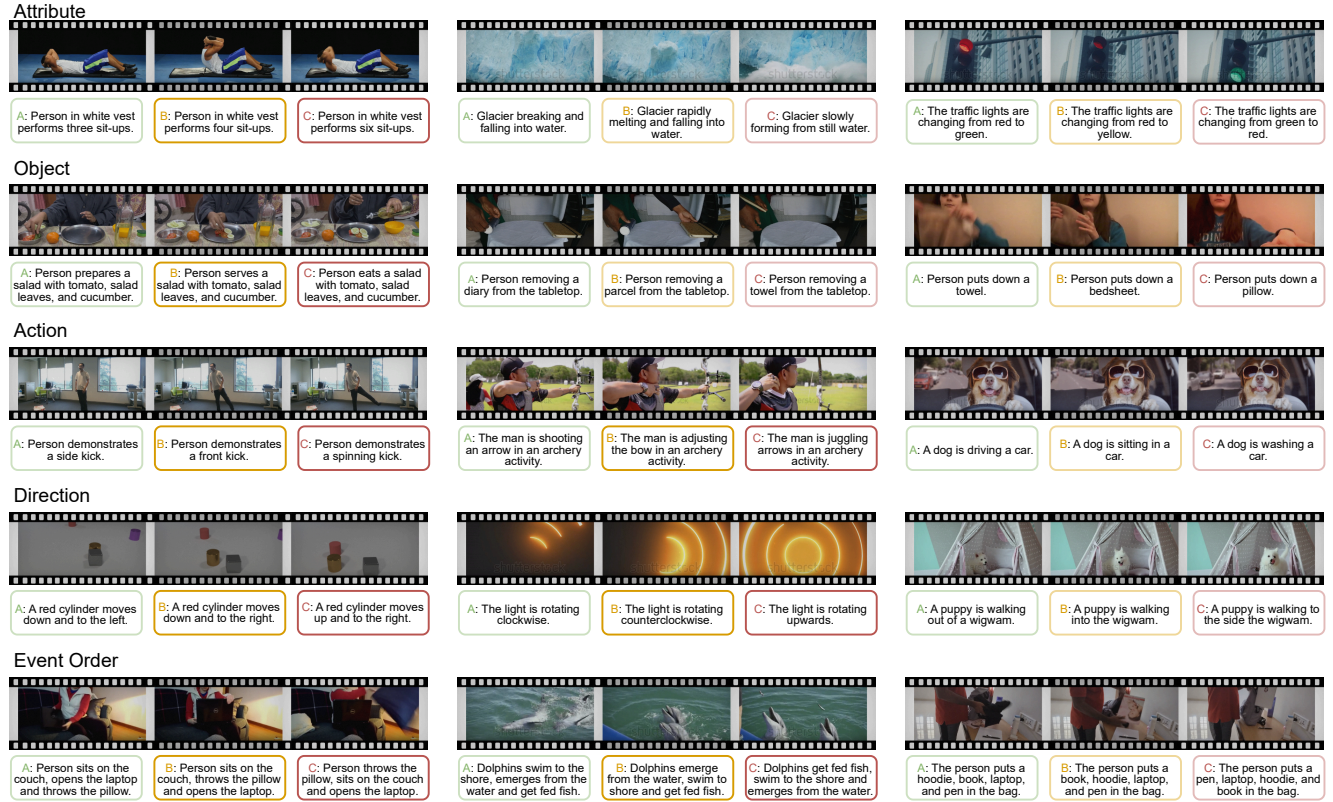 Attribute
A: Person in white vest
performs three sit-ups.
B: Person in white vest
performs four sit-ups.
C: Person in white vest
performs six sit-ups.
A: Glacier breaking and
falling into water.
B: Glacier rapidly
melting and falling into
water.
C: Glacier slowly
forming from still water.
A: The traffic lights are
changing from red to
green.
B: The traffic lights are
changing from red to
yellow.
C: The traffic lights are
changing from green to
red.
Object
A: Person prepares a
salad with tomato, salad
leaves, and cucumber.
B: Person serves a
salad with tomato, salad
leaves, and cucumber.
C: Person eats a salad
with tomato, salad
leaves, and cucumber.
A: Person removing a
diary from the tabletop.
B: Person removing a
parcel from the tabletop.
C: Person removing a
towel from the tabletop.
A: Person puts down a
towel.
B: Person puts down a
bedsheet.
C: Person puts down a
pillow.
Action
A: Person demonstrates
a side kick.
B: Person demonstrates
a front kick.
C: Person demonstrates
a spinning kick.
A: The man is shooting
an arrow in an archery
activity.
B: The man is adjusting
the bow in an archery
activity.
C: The man is juggling
arrows in an archery
activity.
A: A dog is driving a car.
B: A dog is sitting in a
car.
C: A dog is washing a
car.
Direction
A: A red cylinder moves
down and to the left.
B: A red cylinder moves
down and to the right.
C: A red cylinder moves
up and to the right.
A: The light is rotating
clockwise.
B: The light is rotating
counterclockwise.
C: The light is rotating
upwards.
A: A puppy is walking
out of a wigwam.
B: A puppy is walking
into the wigwam.
C: A puppy is walking to
the side the wigwam.
Event Order
A: Person sits on the
couch, opens the laptop
and throws the pillow.
B: Person sits on the
couch, throws the pillow
and opens the laptop.
C: Person throws the
pillow, sits on the couch
and opens the laptop.
A: Dolphins swim to the
shore, emerges from the
water and get fed fish.
B: Dolphins emerge
from the water, swim to
shore and get fed fish.
C: Dolphins get fed fish,
swim to the shore and
emerges from the water.
A: The person puts a
hoodie, book, laptop,
and pen in the bag.
B: The person puts a
book, hoodie, laptop,
and pen in the bag.
C: The person puts a
pen, laptop, hoodie, and
book in the bag.